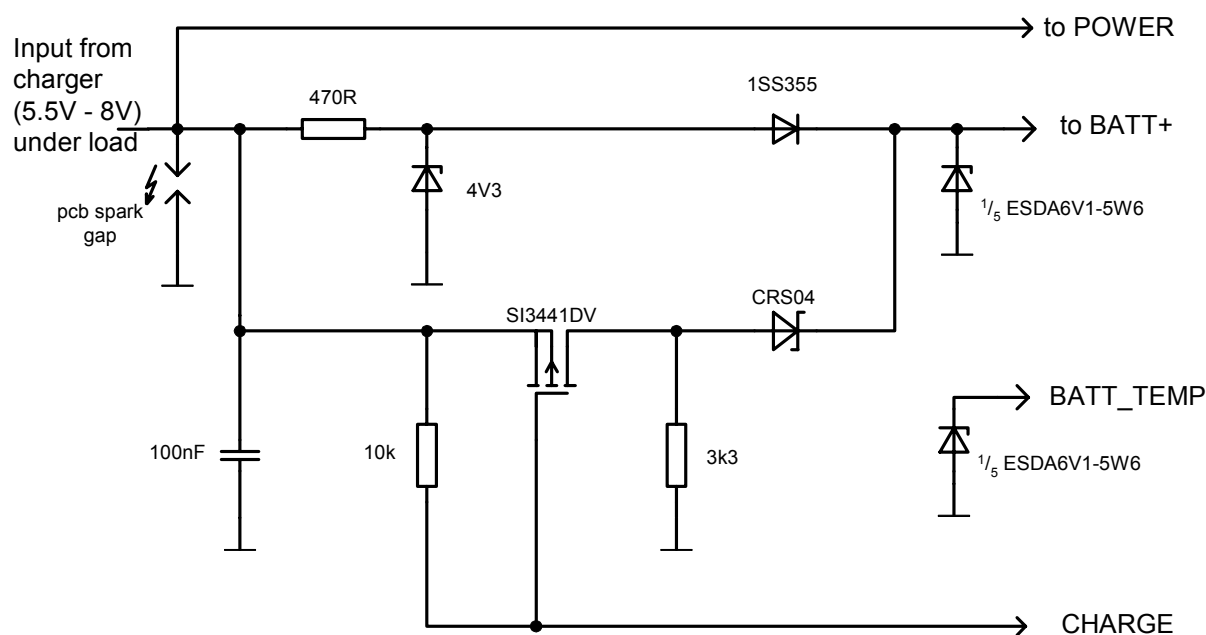 to POWER
Input from
charger
(5.5V - 8V)
under load
470R
1SS355
to BATT+
pcb spark
gap
4V3
1/5 ESDA6V1-5W6
SI3441DV
CRS04
BATT_TEMP
100nF
10k
3k3
1/5 ESDA6V1-5W6
CHARGE